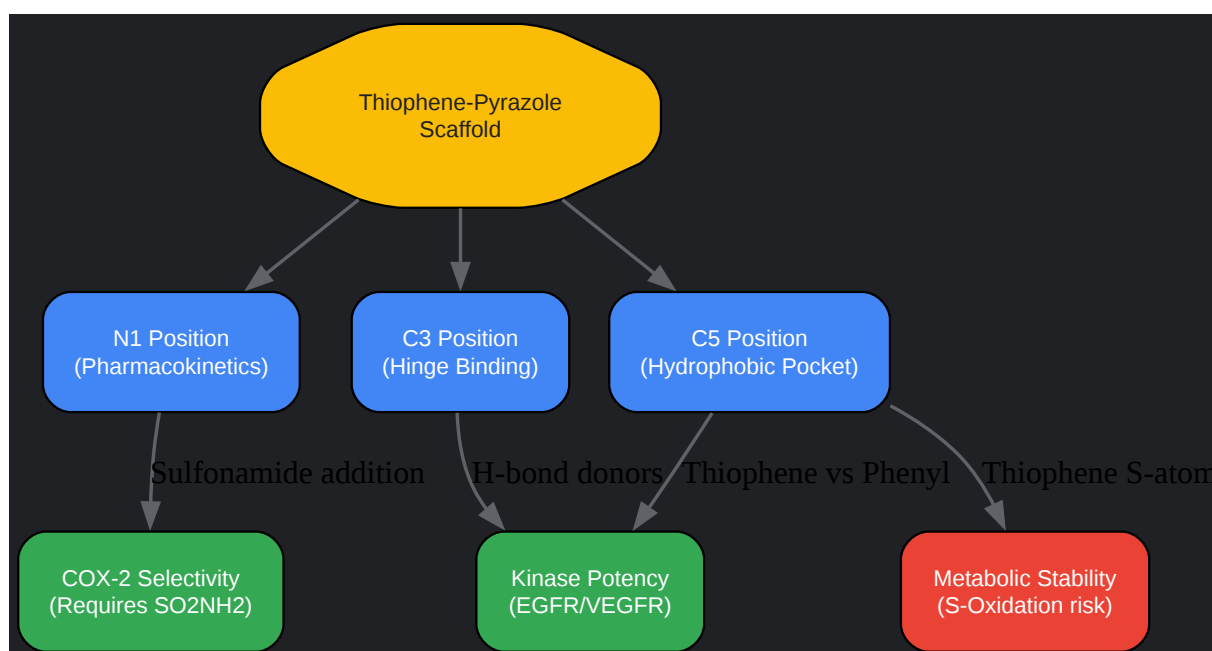 Thiophene-Pyrazole
Scaffold
N1 Position
(Pharmacokinetics)
C3 Position
(Hinge Binding)
C5 Position
(Hydrophobic Pocket)
Sulfonamide addition
H-bond donors
Thiophene vs Phenyl
Thiophene S-atom
COX-2 Selectivity
(Requires SO2NH2)
Kinase Potency
(EGFR/VEGFR)
Metabolic Stability
(S-Oxidation risk)